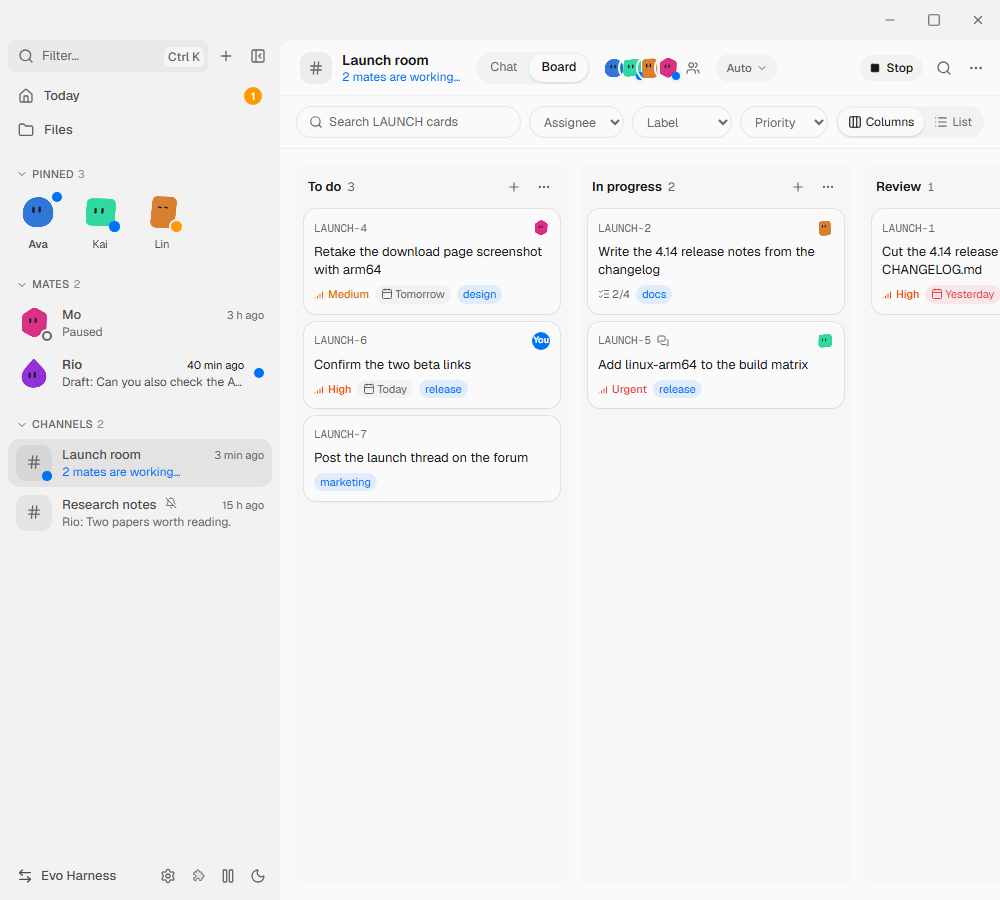 Filter...
Ctrl K
Today
1
Files
PINNED 3
Ava
Kai
Lin
MATES 2
Mo
3 h ago
Paused
Rio
40 min ago
Draft: Can you also check the A...
CHANNELS 2
Launch room
3 min ago
2 mates are working...
Research notes
15 h ago
Rio: Two papers worth reading.
Evo Harness
Launch room
2 mates are working...
Chat
Board
Auto
Stop
Search LAUNCH cards
Assignee
Label
Priority
Columns
List
To do 3
LAUNCH-4
Retake the download page screenshot
with arm64
Medium
Tomorrow
design
LAUNCH-6
You
Confirm the two beta links
High
Today
release
LAUNCH-7
Post the launch thread on the forum
marketing
In progress 2
LAUNCH-2
Write the 4.14 release notes from the
changelog
2/4
docs
LAUNCH-5
Add linux-arm64 to the build matrix
Urgent
release
Review 1
LAUNCH-1
Cut the 4.14 release
CHANGELOG.md
High
Yesterday